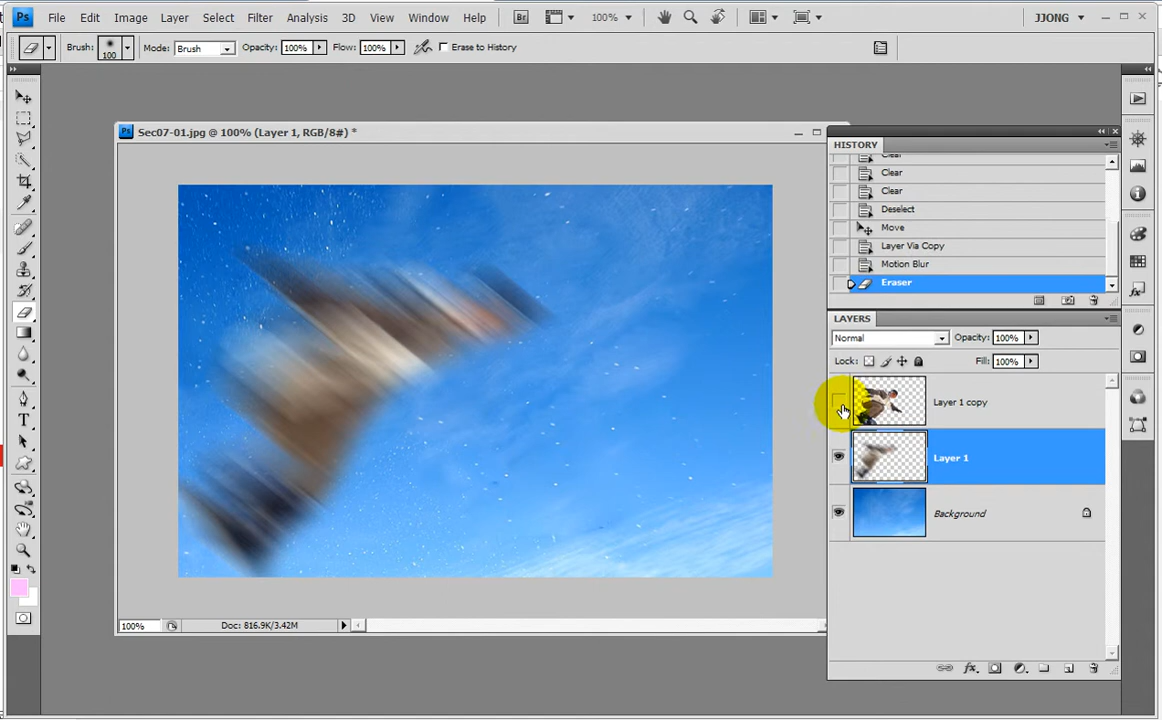 Ps File Edit Image Layer Select Filter Analysis 3D View Window Help Br 100% JJONG
Brush: 100 Mode: Brush Opacity: 100% Flow: 100% Erase to History
Ps Sec07-01.jpg @ 100% (Layer 1, RGB/8#) *
HISTORY
Clear
Clear
Clear
Deselect
Move
Layer Via Copy
Motion Blur
Eraser
LAYERS
Normal Opacity: 100%
Lock: Fill: 100%
Layer 1 copy
Layer 1
Background
100% Doc: 816.9K/3.42M